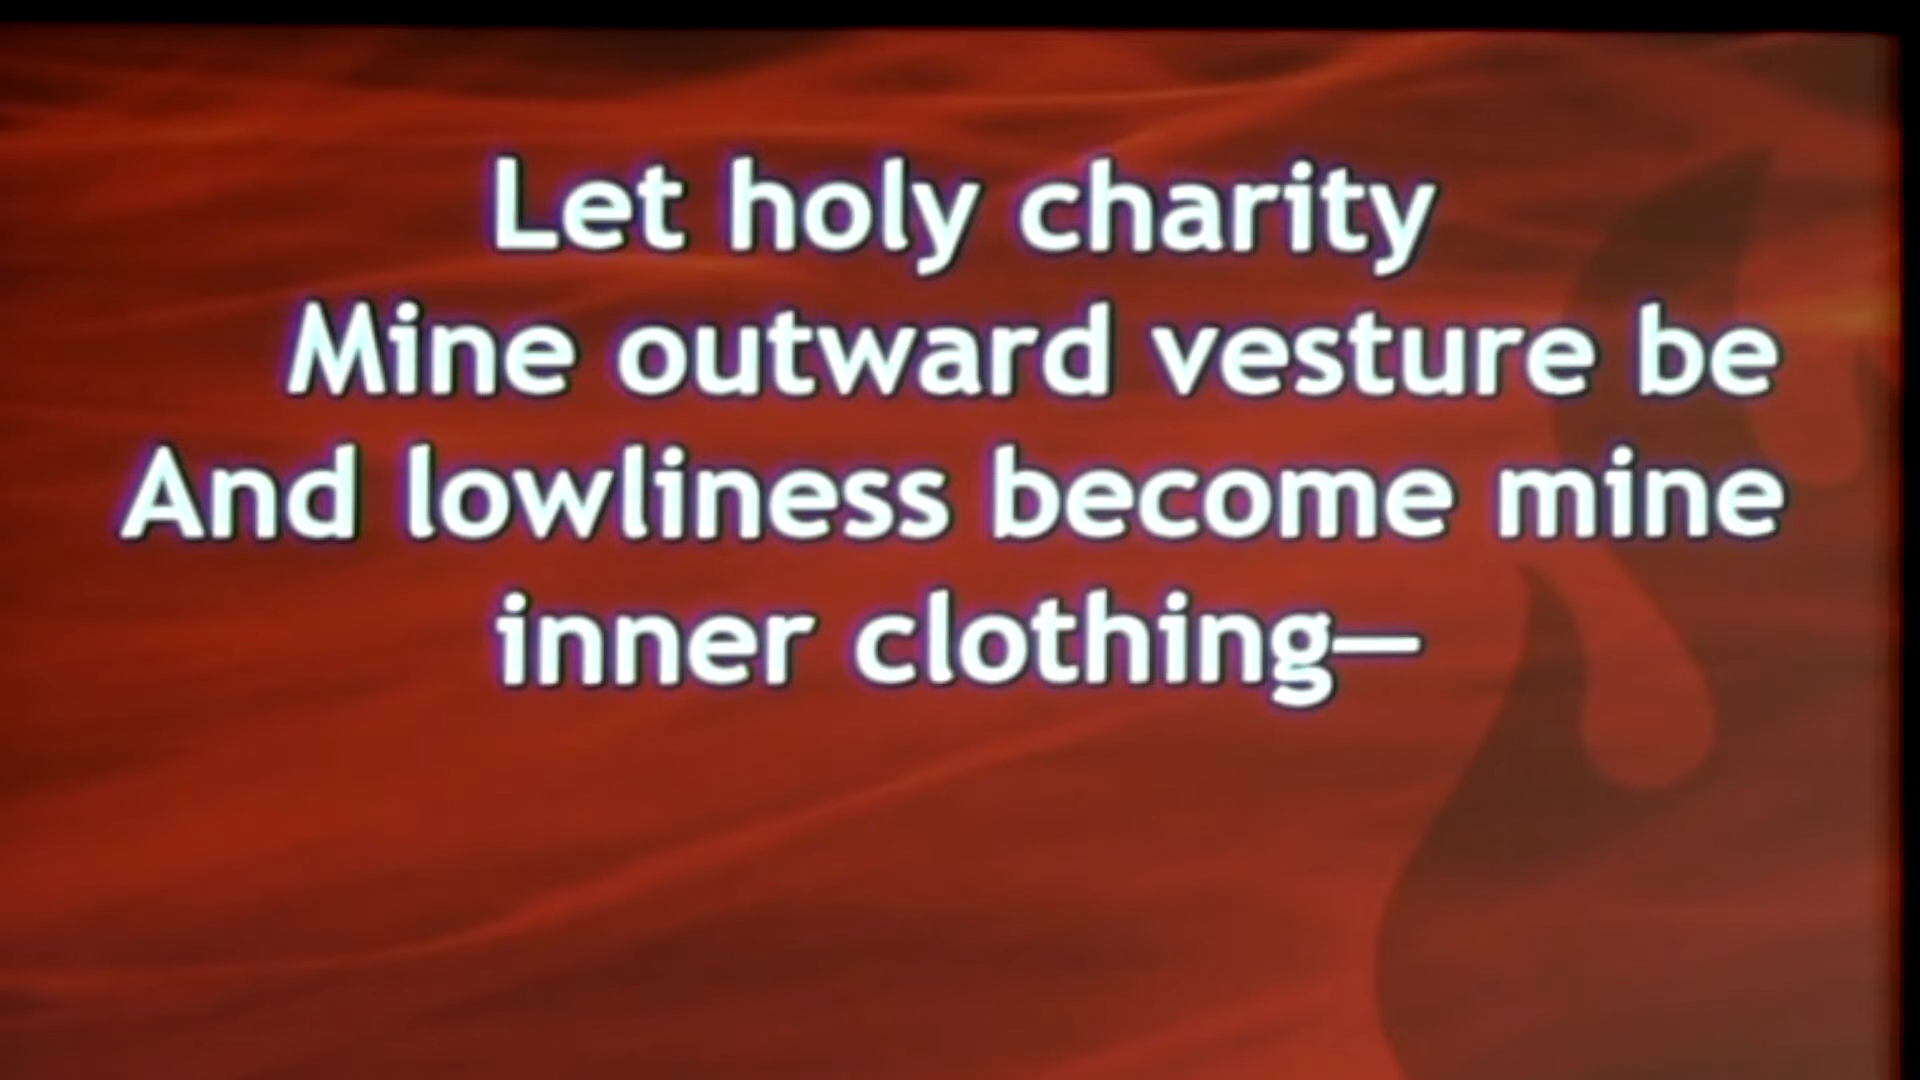 Let holy charity
Mine outward vesture be
And lowliness become mine
inner clothing—